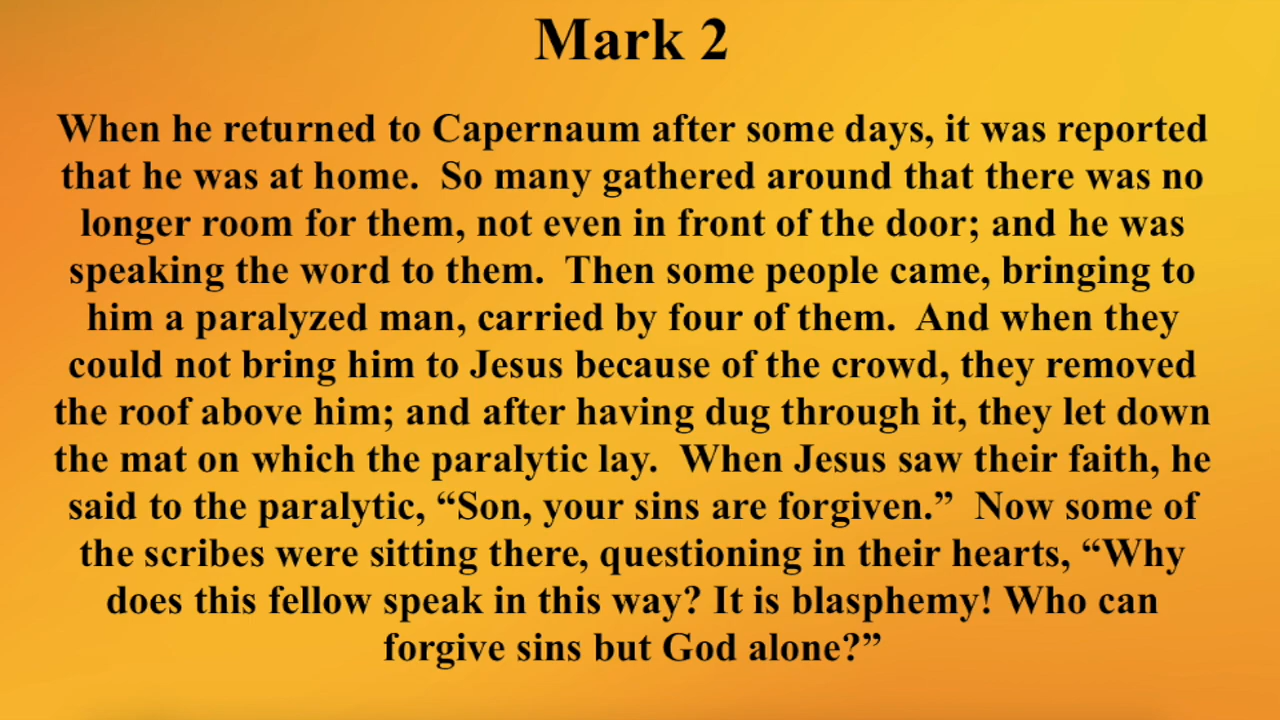 Mark 2
When he returned to Capernaum after some days, it was reported
that he was at home.  So many gathered around that there was no
longer room for them, not even in front of the door; and he was
speaking the word to them.  Then some people came, bringing to
him a paralyzed man, carried by four of them.  And when they
could not bring him to Jesus because of the crowd, they removed
the roof above him; and after having dug through it, they let down
the mat on which the paralytic lay.  When Jesus saw their faith, he
said to the paralytic, “Son, your sins are forgiven.”  Now some of
the scribes were sitting there, questioning in their hearts, “Why
does this fellow speak in this way? It is blasphemy! Who can
forgive sins but God alone?”